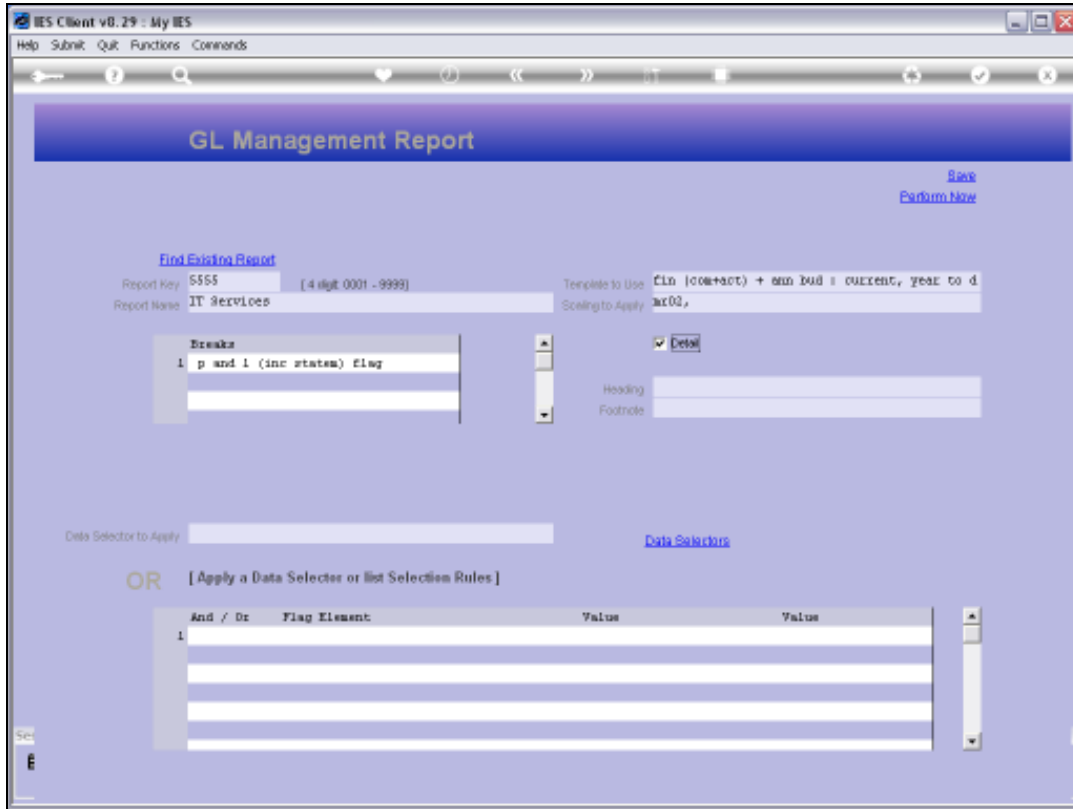 IES Client v8.29 : My IES
Help Submit Quit Functions Commands
GL Management Report
Save
Perform Now
Find Existing Report
Report Key 5555 [ 4 digit 0001 - 9999] Template to Use fin (com+act) + ann bud : current, year to d
Report Name IT Services Scaling to Apply mr02,
Breaks
1 p and l (inc statem) flag
Detail
Heading
Footnote
Data Selector to Apply Data Selectors
OR [ Apply a Data Selector or list Selection Rules ]
And / Or Flag Element Value Value
1